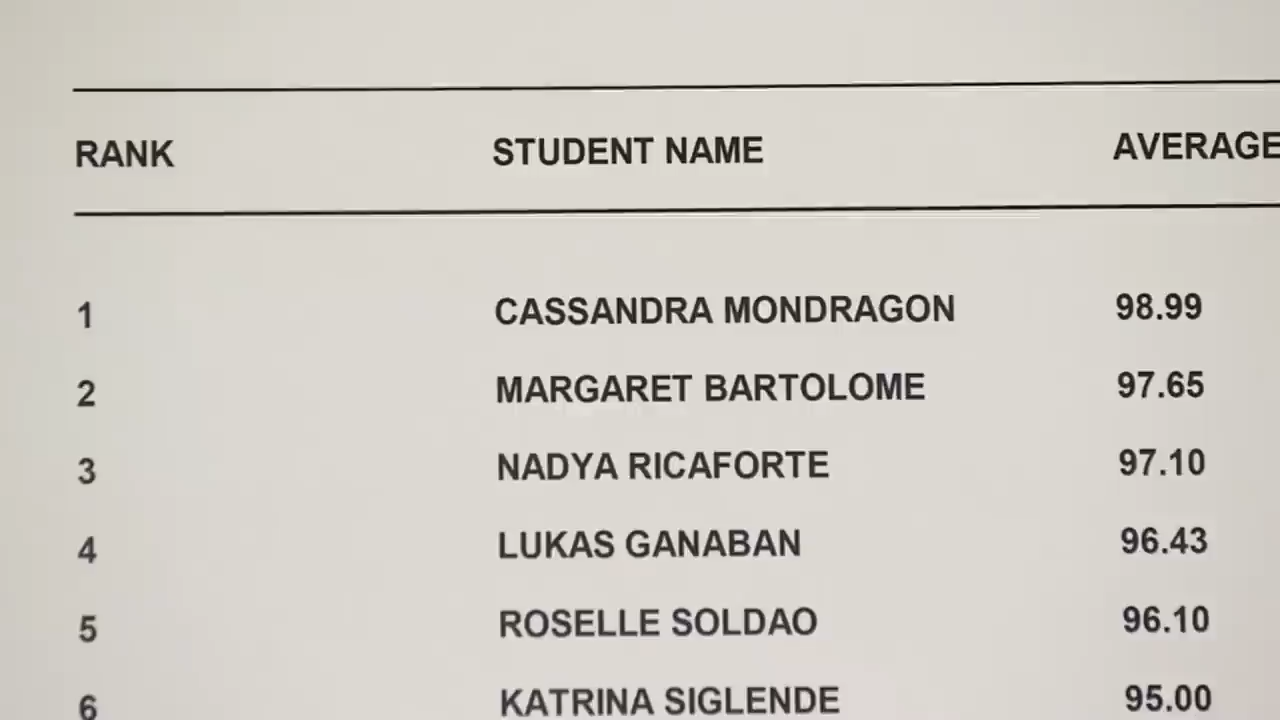 RANK STUDENT NAME AVERAGE
1 CASSANDRA MONDRAGON 98.99
2 MARGARET BARTOLOME 97.65
3 NADYA RICAFORTE 97.10
4 LUKAS GANABAN 96.43
5 ROSELLE SOLDAO 96.10
6 KATRINA SIGLENDE 95.00